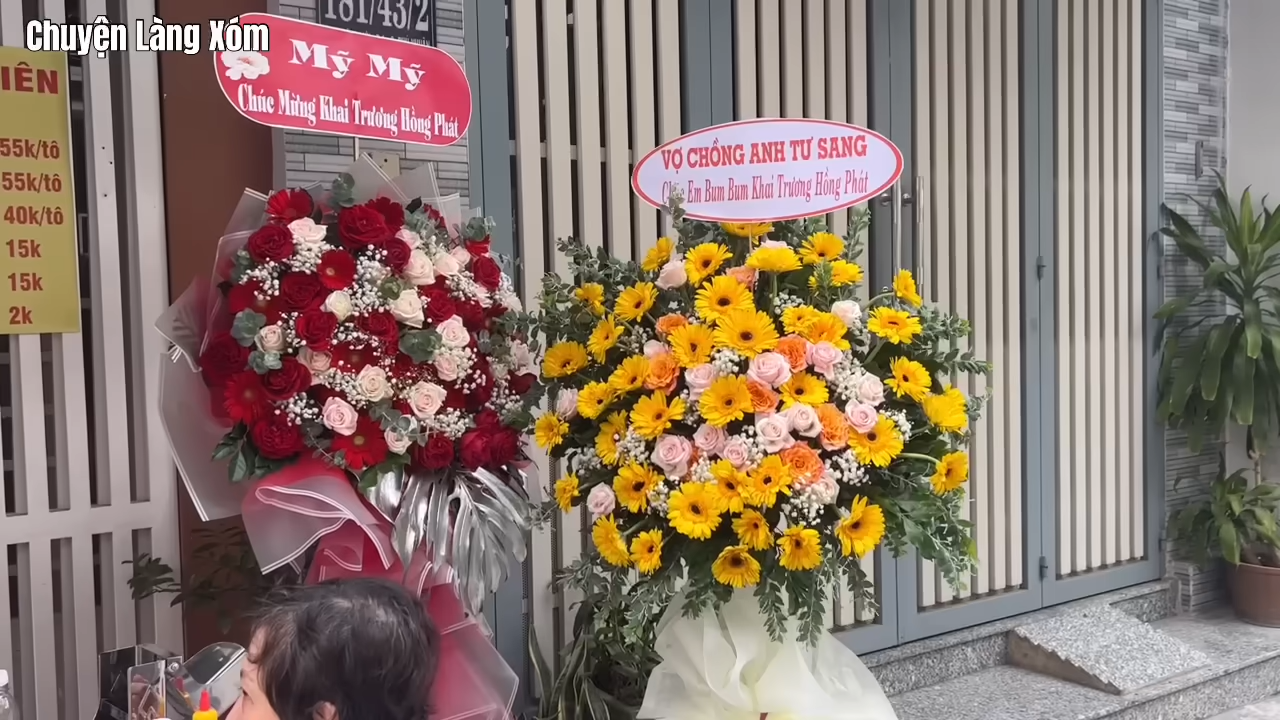 Chuyện Làng Xóm
181/43/2
Mỹ Mỹ
Chúc Mừng Khai Trương Hồng Phát
VỢ CHỒNG ANH TƯ SANG
Chúc Em Bum Bum Khai Trương Hồng Phát
IÊN
55k/tô
55k/tô
40k/tô
15k
15k
2k